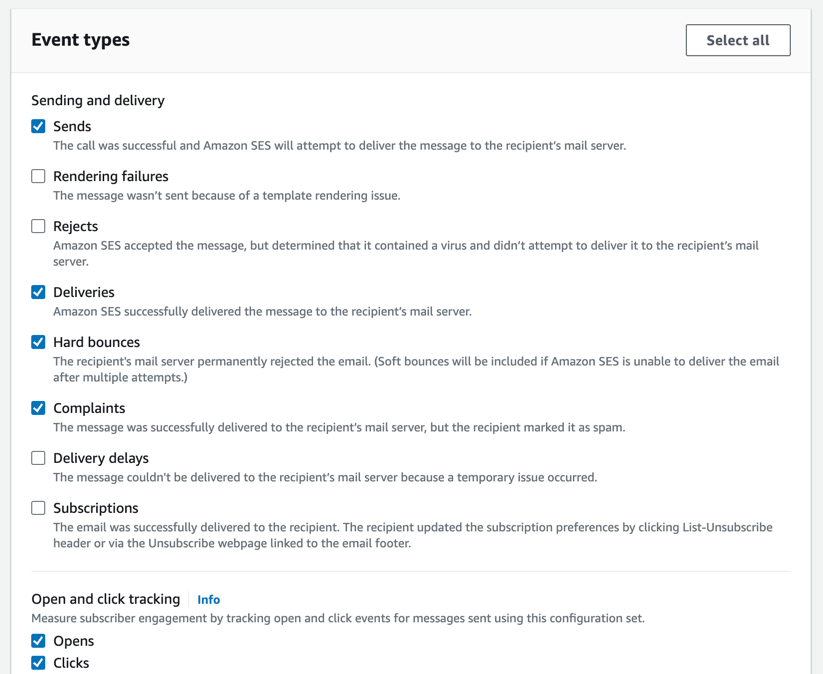 Event types
Select all
Sending and delivery
Sends
The call was successful and Amazon SES will attempt to deliver the message to the recipient’s mail server.
Rendering failures
The message wasn’t sent because of a template rendering issue.
Rejects
Amazon SES accepted the message, but determined that it contained a virus and didn’t attempt to deliver it to the recipient’s mail
server.
Deliveries
Amazon SES successfully delivered the message to the recipient’s mail server.
Hard bounces
The recipient's mail server permanently rejected the email. (Soft bounces will be included if Amazon SES is unable to deliver the email
after multiple attempts.)
Complaints
The message was successfully delivered to the recipient’s mail server, but the recipient marked it as spam.
Delivery delays
The message couldn't be delivered to the recipient’s mail server because a temporary issue occurred.
Subscriptions
The email was successfully delivered to the recipient. The recipient updated the subscription preferences by clicking List-Unsubscribe
header or via the Unsubscribe webpage linked to the email footer.
Open and click tracking Info
Measure subscriber engagement by tracking open and click events for messages sent using this configuration set.
Opens
Clicks